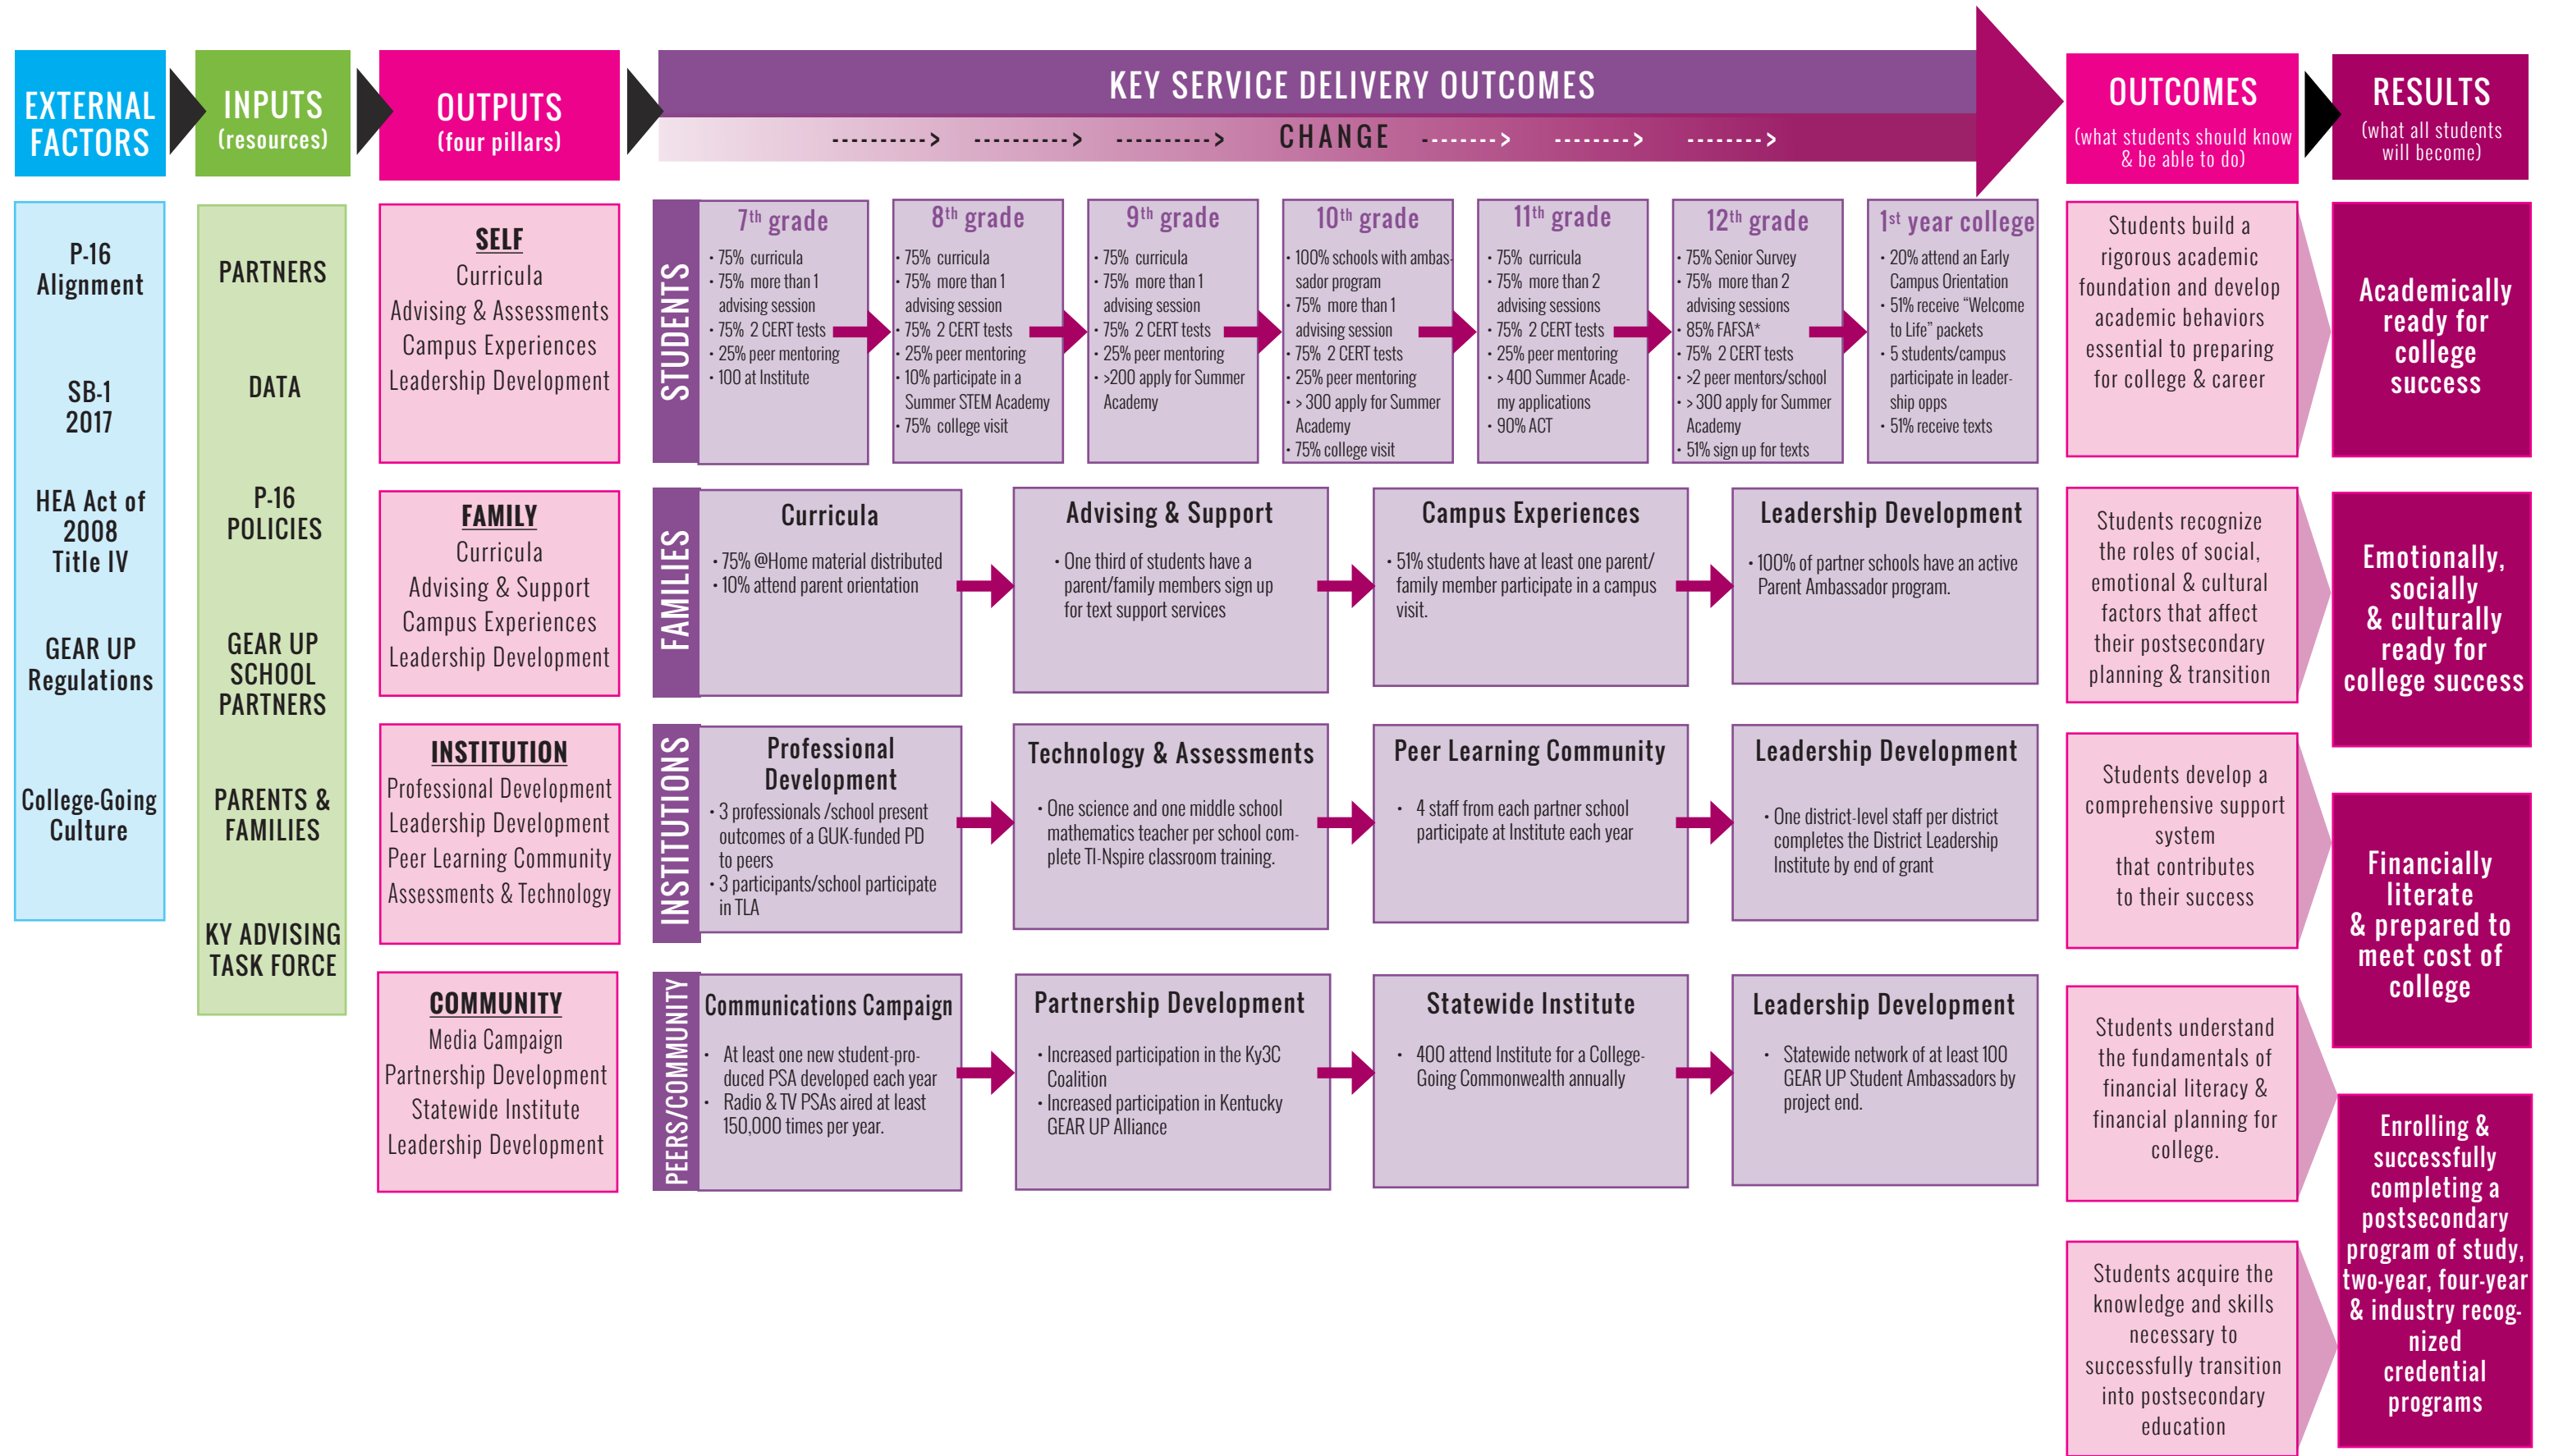 EXTERNAL
FACTORS
INPUTS
(resources)
OUTPUTS
(four pillars)
KEY SERVICE DELIVERY OUTCOMES
----------> ----------> ----------> CHANGE --------> --------> -------->
OUTCOMES
(what students should know
& be able to do)
RESULTS
(what all students
will become)
P-16
Alignment
SB-1
2017
HEA Act of
2008
Title IV
GEAR UP
Regulations
College-Going
Culture
PARTNERS
DATA
P-16
POLICIES
GEAR UP
SCHOOL
PARTNERS
PARENTS &
FAMILIES
KY ADVISING
TASK FORCE
SELF
Curricula
Advising & Assessments
Campus Experiences
Leadership Development
FAMILY
Curricula
Advising & Support
Campus Experiences
Leadership Development
INSTITUTION
Professional Development
Leadership Development
Peer Learning Community
Assessments & Technology
COMMUNITY
Media Campaign
Partnership Development
Statewide Institute
Leadership Development
STUDENTS
7th grade
• 75% curricula
• 75% more than 1
advising session
• 75% 2 CERT tests
• 25% peer mentoring
• 100 at Institute
8th grade
• 75% curricula
• 75% more than 1
advising session
• 75% 2 CERT tests
• 25% peer mentoring
• 10% participate in a
Summer STEM Academy
• 75% college visit
9th grade
• 75% curricula
• 75% more than 1
advising session
• 75% 2 CERT tests
• 25% peer mentoring
• >200 apply for Summer
Academy
10th grade
• 100% schools with ambas-
sador program
• 75% more than 1
advising session
• 75% 2 CERT tests
• 25% peer mentoring
• > 300 apply for Summer
Academy
• 75% college visit
11th grade
• 75% curricula
• 75% more than 2
advising sessions
• 75% 2 CERT tests
• 25% peer mentoring
• > 400 Summer Acade-
my applications
• 90% ACT
12th grade
• 75% Senior Survey
• 75% more than 2
advising sessions
• 85% FAFSA*
• 75% 2 CERT tests
• >2 peer mentors/school
• > 300 apply for Summer
Academy
• 51% sign up for texts
1st year college
• 20% attend an Early
Campus Orientation
• 51% receive “Welcome
to Life” packets
• 5 students/campus
participate in leader-
ship opps
• 51% receive texts
FAMILIES
Curricula
• 75% @Home material distributed
• 10% attend parent orientation
Advising & Support
• One third of students have a
parent/family members sign up
for text support services
Campus Experiences
• 51% students have at least one parent/
family member participate in a campus
visit.
Leadership Development
• 100% of partner schools have an active
Parent Ambassador program.
INSTITUTIONS
Professional
Development
• 3 professionals /school present
outcomes of a GUK-funded PD
to peers
• 3 participants/school participate
in TLA
Technology & Assessments
• One science and one middle school
mathematics teacher per school com-
plete TI-Nspire classroom training.
Peer Learning Community
• 4 staff from each partner school
participate at Institute each year
Leadership Development
• One district-level staff per district
completes the District Leadership
Institute by end of grant
PEERS/COMMUNITY
Communications Campaign
• At least one new student-pro-
duced PSA developed each year
• Radio & TV PSAs aired at least
150,000 times per year.
Partnership Development
• Increased participation in the Ky3C
Coalition
• Increased participation in Kentucky
GEAR UP Alliance
Statewide Institute
• 400 attend Institute for a College-
Going Commonwealth annually
Leadership Development
• Statewide network of at least 100
GEAR UP Student Ambassadors by
project end.
Students build a
rigorous academic
foundation and develop
academic behaviors
essential to preparing
for college & career
Students recognize
the roles of social,
emotional & cultural
factors that affect
their postsecondary
planning & transition
Students develop a
comprehensive support
system
that contributes
to their success
Students understand
the fundamentals of
financial literacy &
financial planning for
college.
Students acquire the
knowledge and skills
necessary to
successfully transition
into postsecondary
education
Academically
ready for
college
success
Emotionally,
socially
& culturally
ready for
college success
Financially
literate
& prepared to
meet cost of
college
Enrolling &
successfully
completing a
postsecondary
program of study,
two-year, four-year
& industry recog-
nized
credential
programs